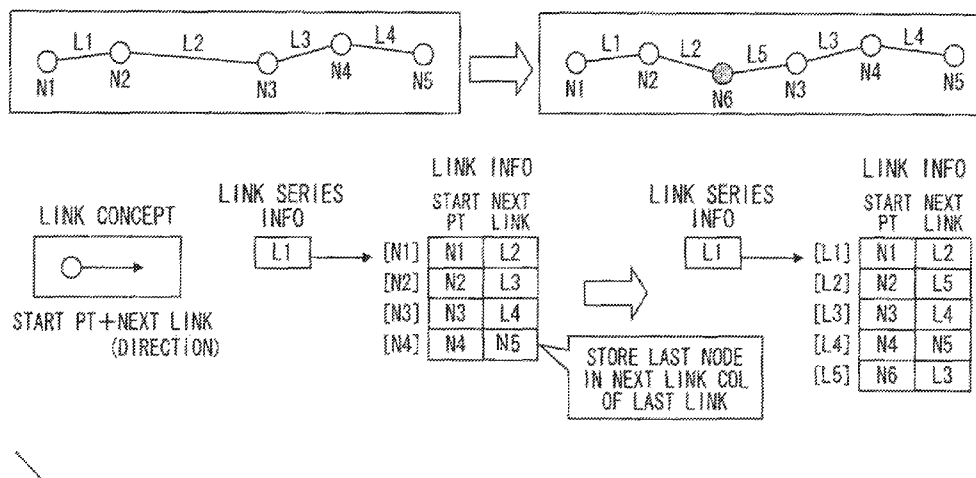 L1 L2 L3 L4
N1 N2 N3 N4 N5
L1 L2 L5 L3 L4
N1 N2 N6 N3 N4 N5
LINK CONCEPT
START PT+NEXT LINK
(DIRECTION)
LINK SERIES
INFO
L1
LINK INFO
START NEXT
PT LINK
[N1] N1 L2
[N2] N2 L3
[N3] N3 L4
[N4] N4 N5
STORE LAST NODE
IN NEXT LINK COL
OF LAST LINK
LINK SERIES
INFO
L1
LINK INFO
START NEXT
PT LINK
[L1] N1 L2
[L2] N2 L5
[L3] N3 L4
[L4] N4 N5
[L5] N6 L3